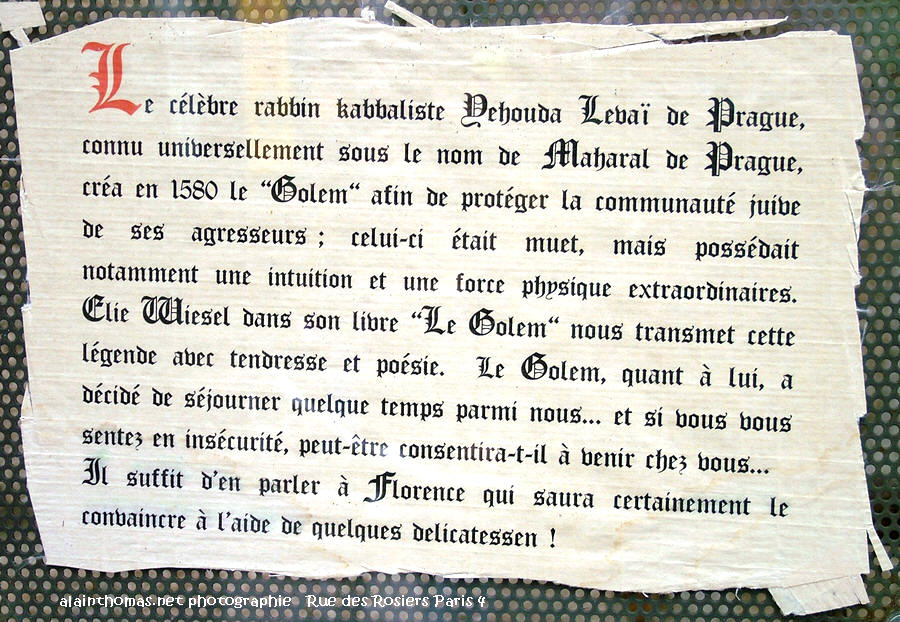 Le célèbre rabbin kabbaliste Yehouda Levaï de Prague,
connu universellement sous le nom de Maharal de Prague,
créa en 1580 le “Golem“ afin de protéger la communauté juive
de ses agresseurs ; celui-ci était muet, mais possédait
notamment une intuition et une force physique extraordinaires.
Elie Wiesel dans son livre “Le Golem“ nous transmet cette
légende avec tendresse et poésie. Le Golem, quant à lui, a
décidé de séjourner quelque temps parmi nous... et si vous vous
sentez en insécurité, peut-être consentira-t-il à venir chez vous...
Il suffit d'en parler à Florence qui saura certainement le
convaincre à l'aide de quelques delicatessen !
alainthomas.net photographie Rue des Rosiers Paris 4